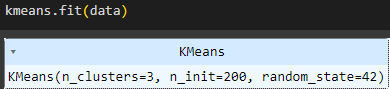 kmeans.fit(data)
KMeans
KMeans(n_clusters=3, n_init=200, random_state=42)